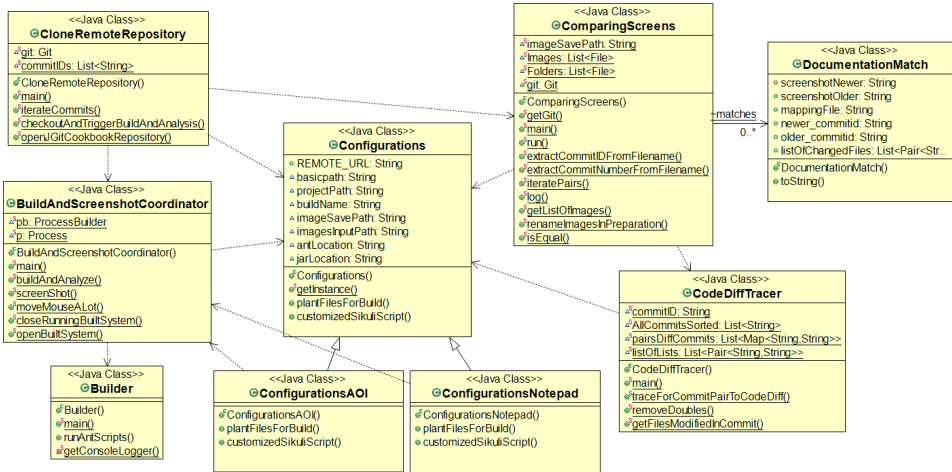 <<Java Class>>
CloneRemoteRepository
git: Git
commitIDs: List<String>
CloneRemoteRepository()
main()
iterateCommits()
checkoutAndTriggerBuildAndAnalysis()
openJGitCookbookRepository()
<<Java Class>>
ComparingScreens
imageSavePath: String
Images: List<File>
Folders: List<File>
git: Git
ComparingScreens()
getGit()
main()
run()
extractCommitIDFromFilename()
extractCommitNumberFromFilename()
iteratePairs()
log()
getListOfImages()
renameImagesInPreparation()
isEqual()
~matches
0..*
<<Java Class>>
DocumentationMatch
screenshotNewer: String
screenshotOlder: String
mappingFile: String
newer_commitid: String
older_commitid: String
listOfChangedFiles: List<Pair<Str...
DocumentationMatch()
toString()
<<Java Class>>
Configurations
REMOTE_URL: String
basicpath: String
projectPath: String
buildName: String
imageSavePath: String
imagesInputPath: String
antLocation: String
jarLocation: String
Configurations()
getInstance()
plantFilesForBuild()
customizedSikuliScript()
<<Java Class>>
BuildAndScreenshotCoordinator
pb: ProcessBuilder
p: Process
BuildAndScreenshotCoordinator()
main()
buildAndAnalyze()
screenShot()
moveMouseALot()
closeRunningBuiltSystem()
openBuiltSystem()
<<Java Class>>
CodeDiffTracer
commitID: String
AllCommitsSorted: List<String>
pairsDiffCommits: List<Map<String,String>>
listOfLists: List<Pair<String,String>>
CodeDiffTracer()
main()
traceForCommitPairToCodeDiff()
removeDoubles()
getFilesModifiedInCommit()
<<Java Class>>
Builder
Builder()
main()
runAntScripts()
getConsoleLogger()
<<Java Class>>
ConfigurationsAOI
ConfigurationsAOI()
plantFilesForBuild()
customizedSikuliScript()
<<Java Class>>
ConfigurationsNotepad
ConfigurationsNotepad()
plantFilesForBuild()
customizedSikuliScript()